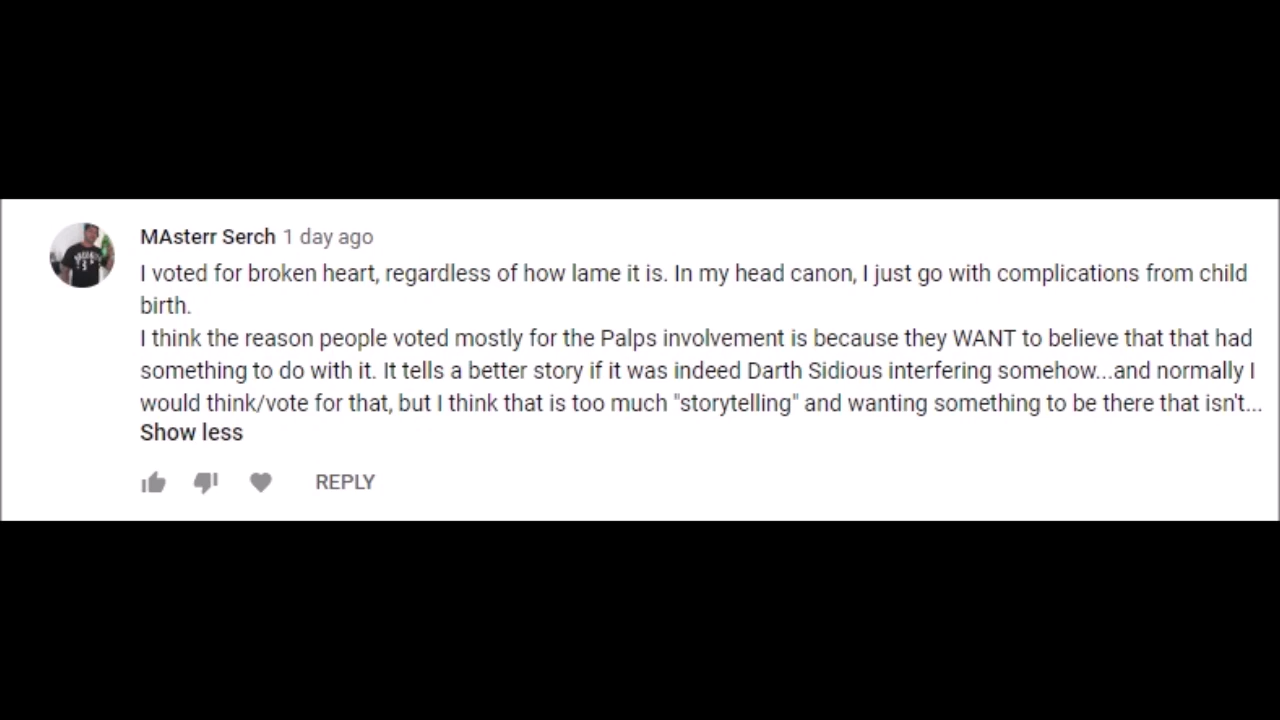 MAsterr Serch 1 day ago
I voted for broken heart, regardless of how lame it is. In my head canon, I just go with complications from child
birth.
I think the reason people voted mostly for the Palps involvement is because they WANT to believe that that had
something to do with it. It tells a better story if it was indeed Darth Sidious interfering somehow...and normally I
would think/vote for that, but I think that is too much "storytelling" and wanting something to be there that isn't...
Show less
REPLY